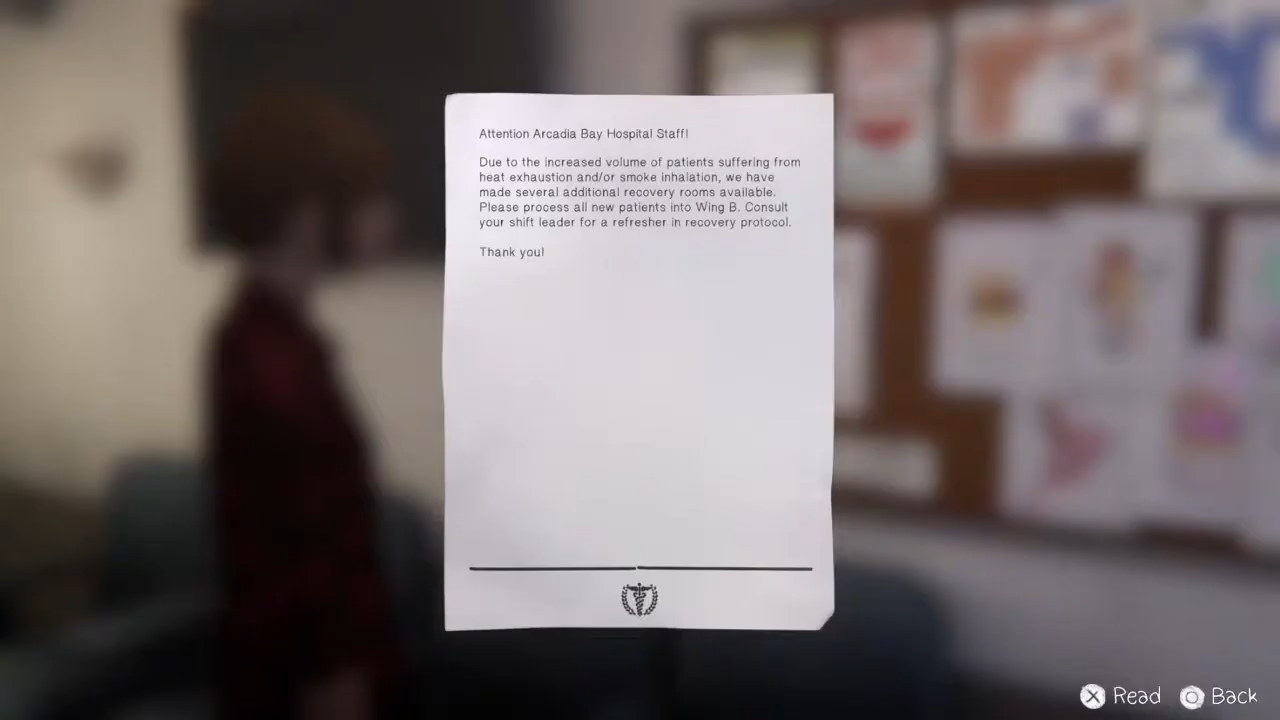 Attention Arcadia Bay Hospital Staff!
Due to the increased volume of patients suffering from
heat exhaustion and/or smoke inhalation, we have
made several additional recovery rooms available.
Please process all new patients into Wing B. Consult
your shift leader for a refresher in recovery protocol.
Thank you!
Read
Back